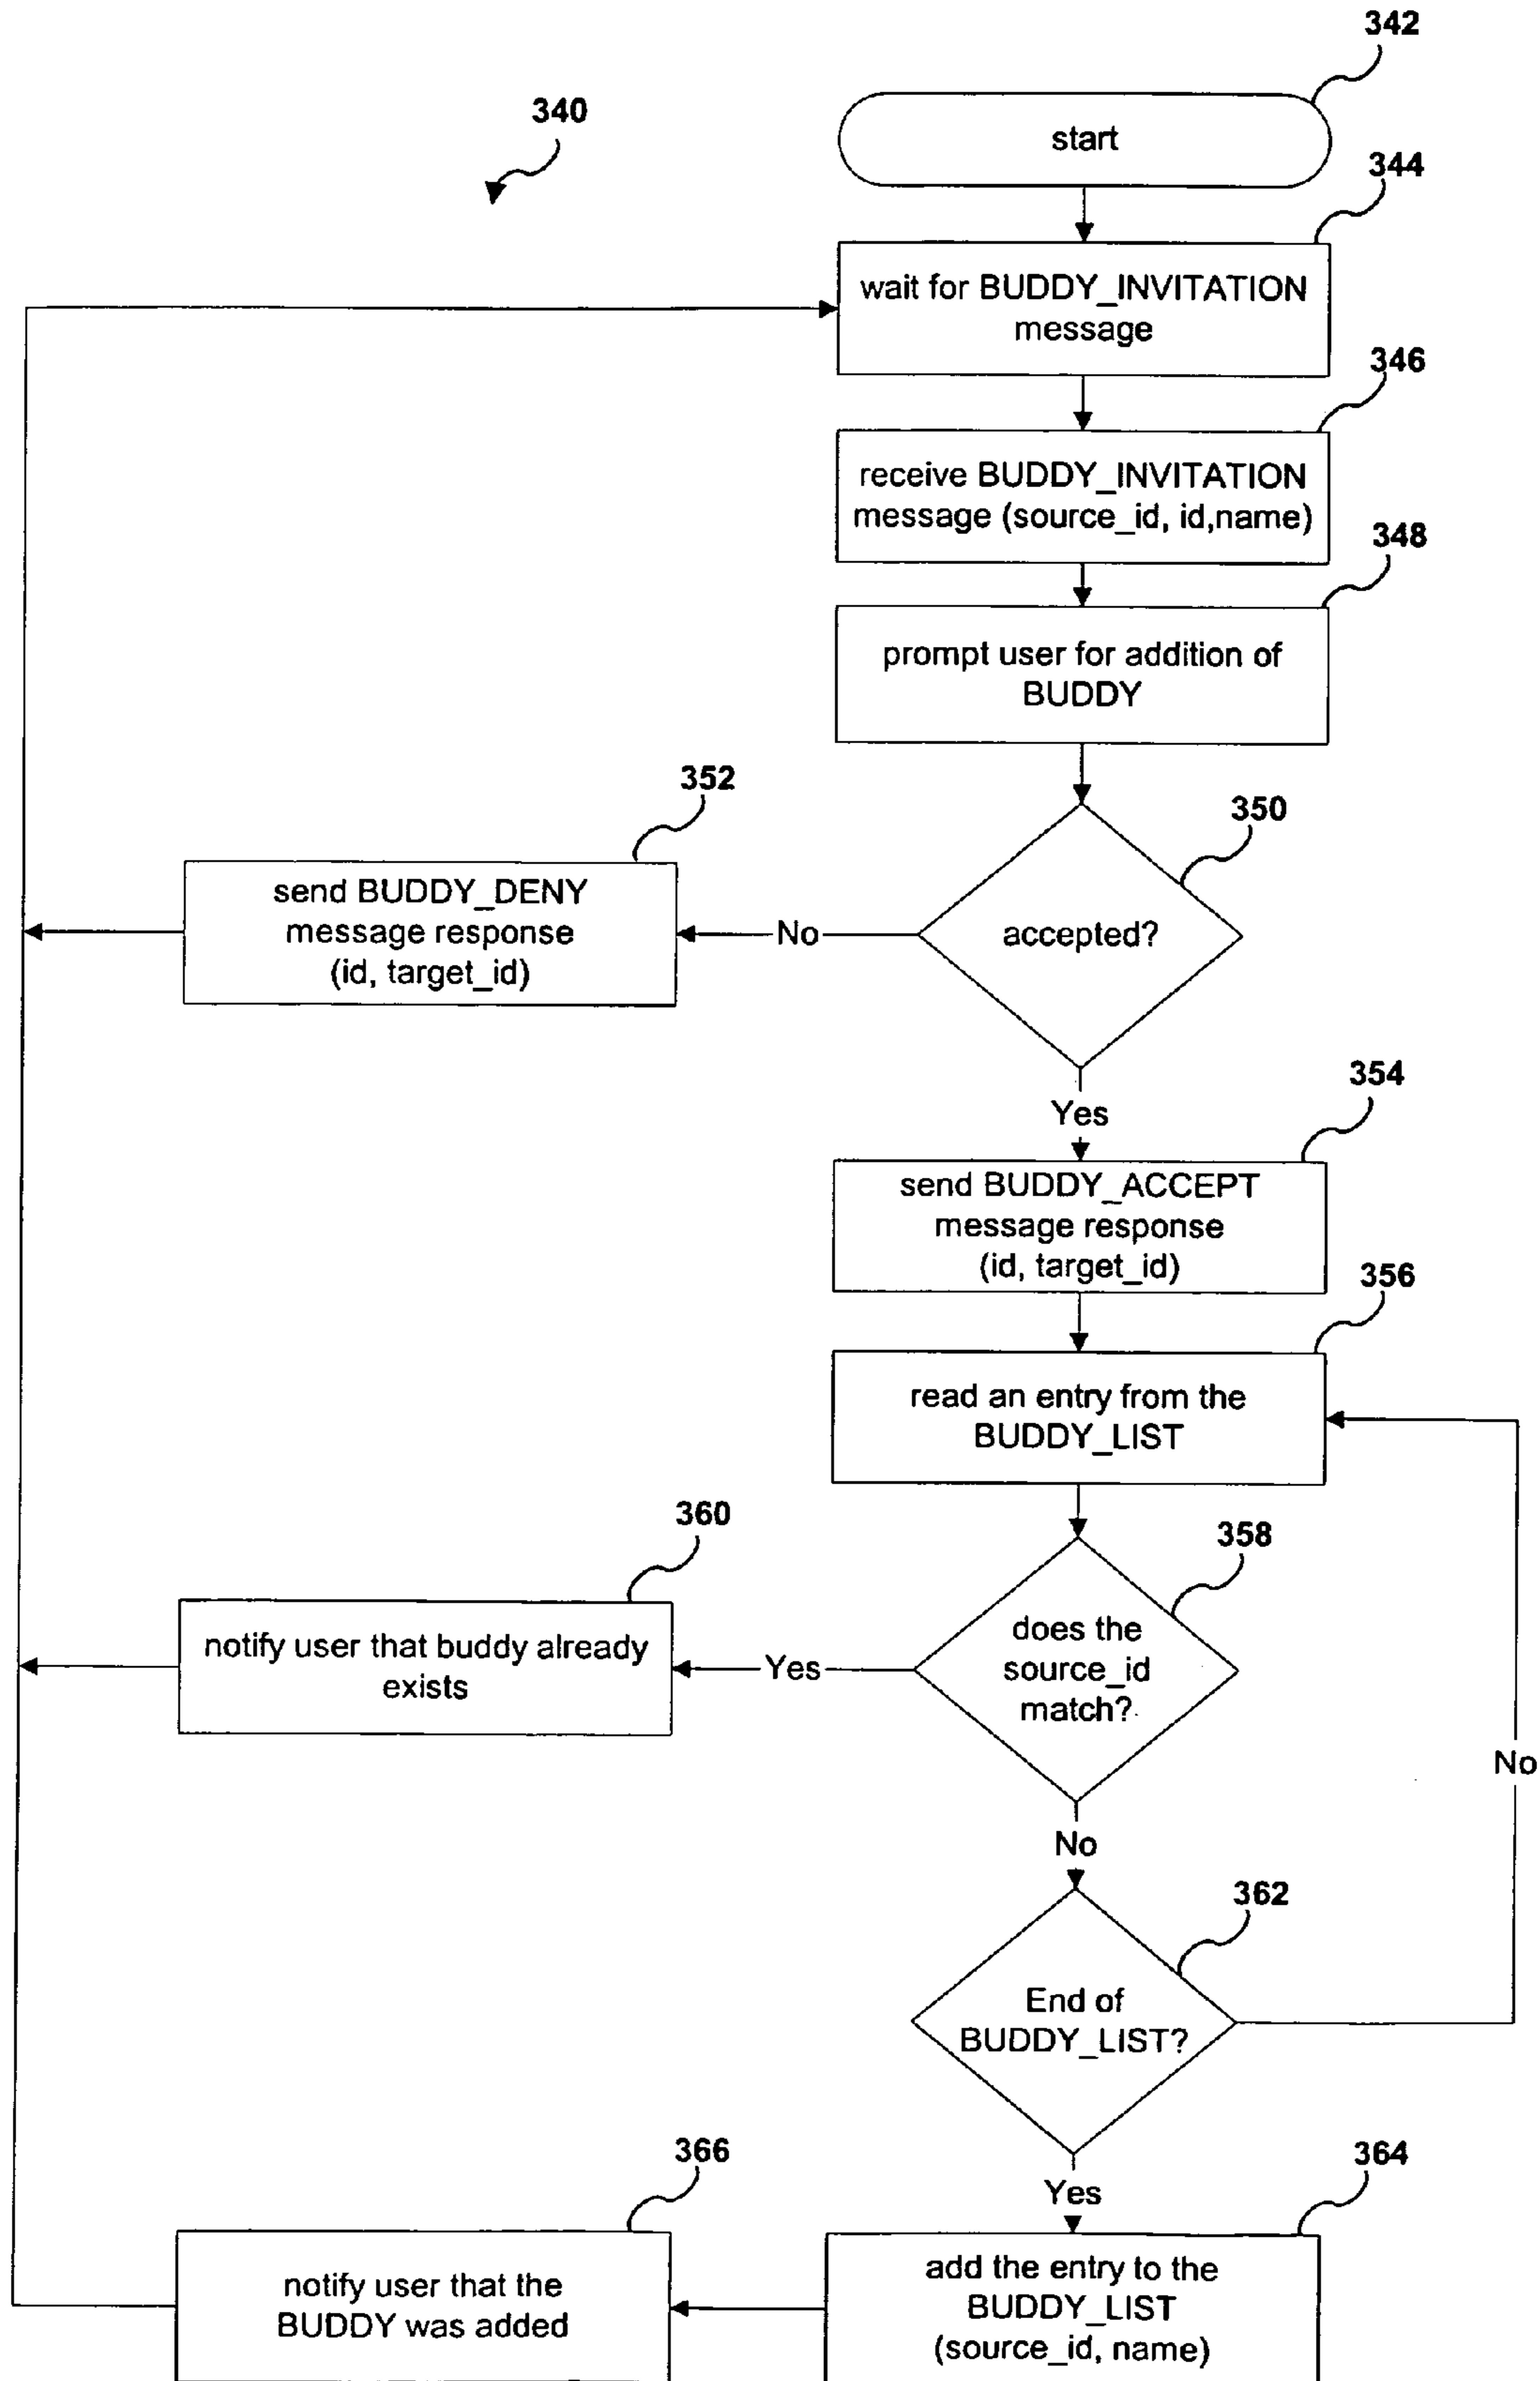 342
340
start
344
wait for BUDDY_INVITATION
message
346
receive BUDDY_INVITATION
message (source_id, id,name)
348
prompt user for addition of
BUDDY
352
350
send BUDDY_DENY
message response
(id, target_id)
No
accepted?
Yes
354
send BUDDY_ACCEPT
message response
(id, target_id)
356
read an entry from the
BUDDY_LIST
360
358
notify user that buddy already
exists
Yes
does the
source_id
match?
No
No
362
End of
BUDDY_LIST?
366
Yes
364
notify user that the
BUDDY was added
add the entry to the
BUDDY_LIST
(source_id, name)